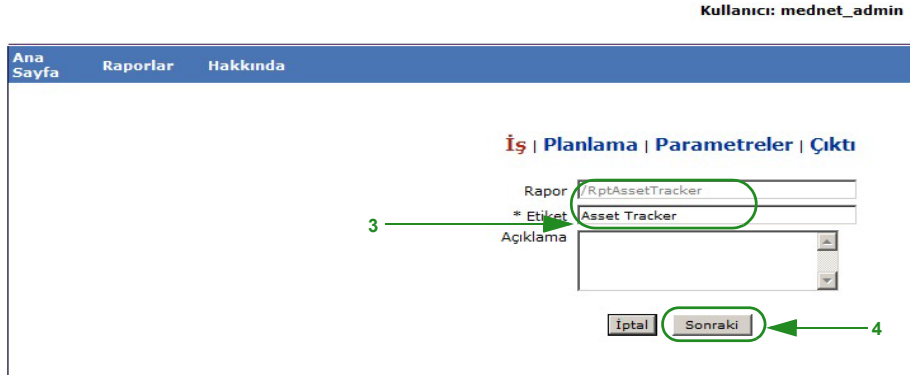 Kullanıcı: mednet_admin
Ana Sayfa Raporlar Hakkında
İş | Planlama | Parametreler | Çıktı
Rapor /RptAssetTracker
* Etiket Asset Tracker
3
Açıklama
İptal Sonraki 4